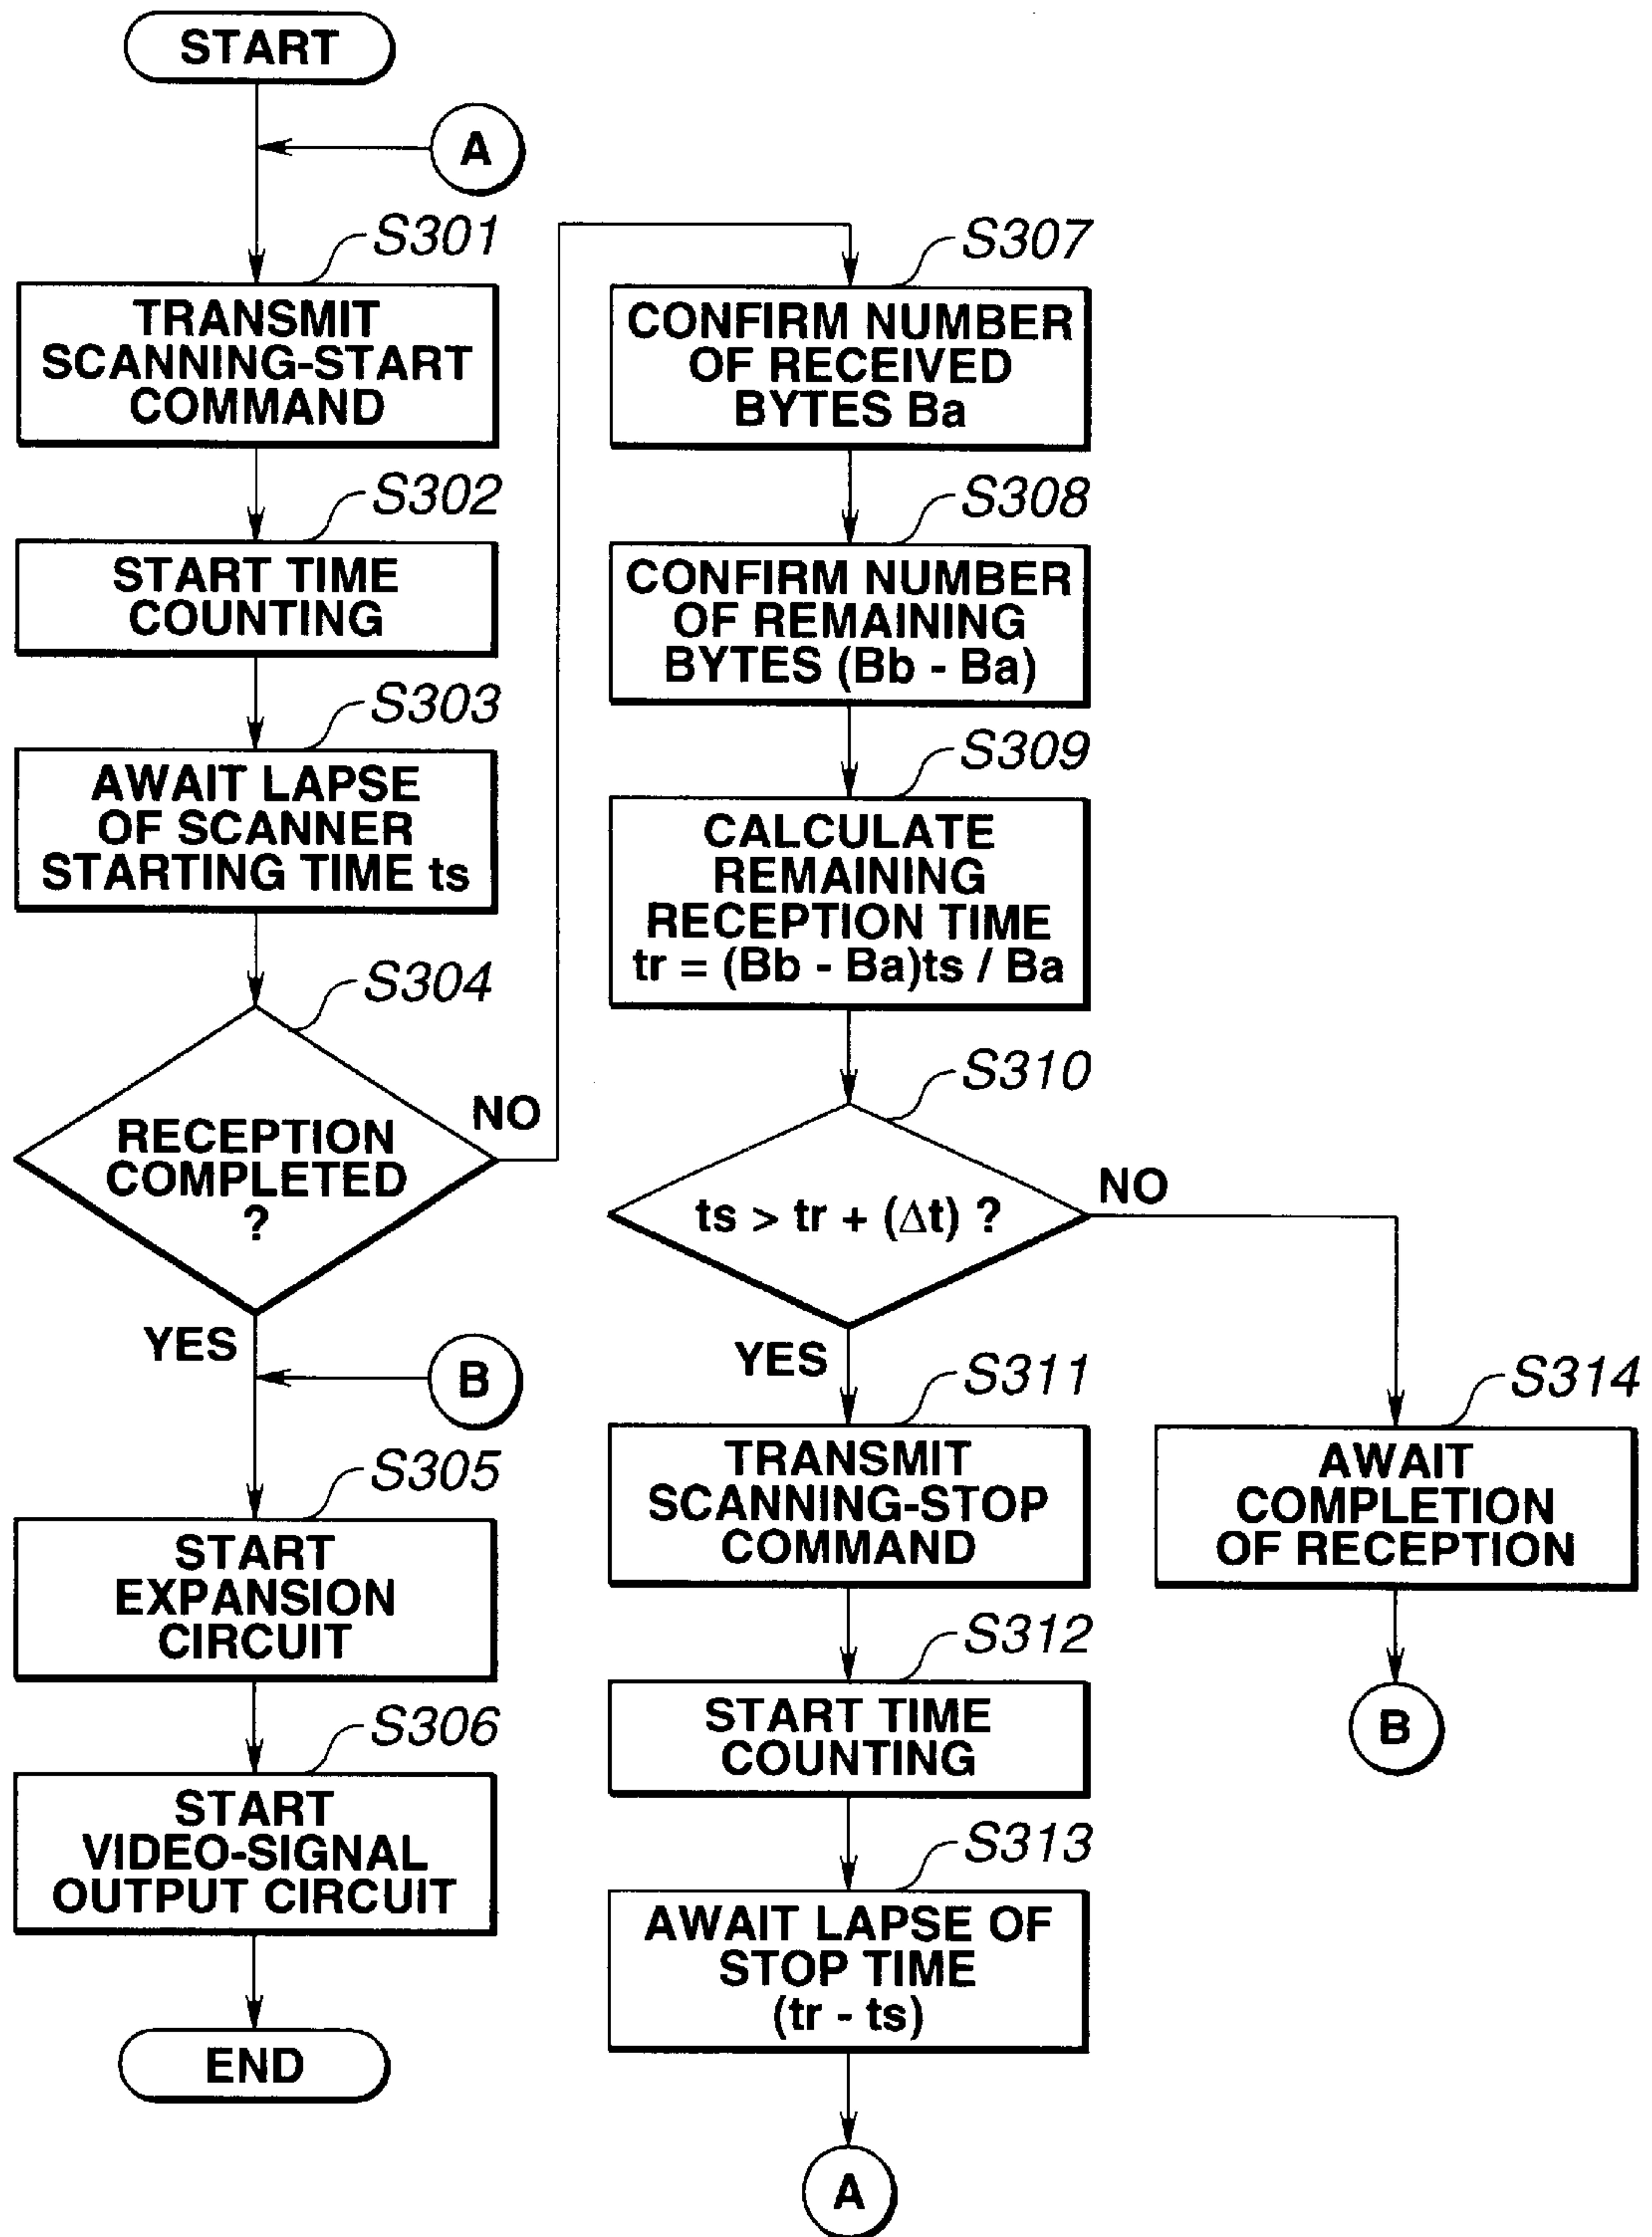 START
A
S301
TRANSMIT
SCANNING-START
COMMAND
S302
START TIME
COUNTING
S303
AWAIT LAPSE
OF SCANNER
STARTING TIME ts
S304
RECEPTION
COMPLETED
?
NO
YES
B
S305
START
EXPANSION
CIRCUIT
S306
START
VIDEO-SIGNAL
OUTPUT CIRCUIT
END
S307
CONFIRM NUMBER
OF RECEIVED
BYTES Ba
S308
CONFIRM NUMBER
OF REMAINING
BYTES (Bb - Ba)
S309
CALCULATE
REMAINING
RECEPTION TIME
tr = (Bb - Ba)ts / Ba
S310
ts > tr + (Δt) ?
NO
YES
S311
TRANSMIT
SCANNING-STOP
COMMAND
S312
START TIME
COUNTING
S313
AWAIT LAPSE OF
STOP TIME
(tr - ts)
A
S314
AWAIT
COMPLETION
OF RECEPTION
B